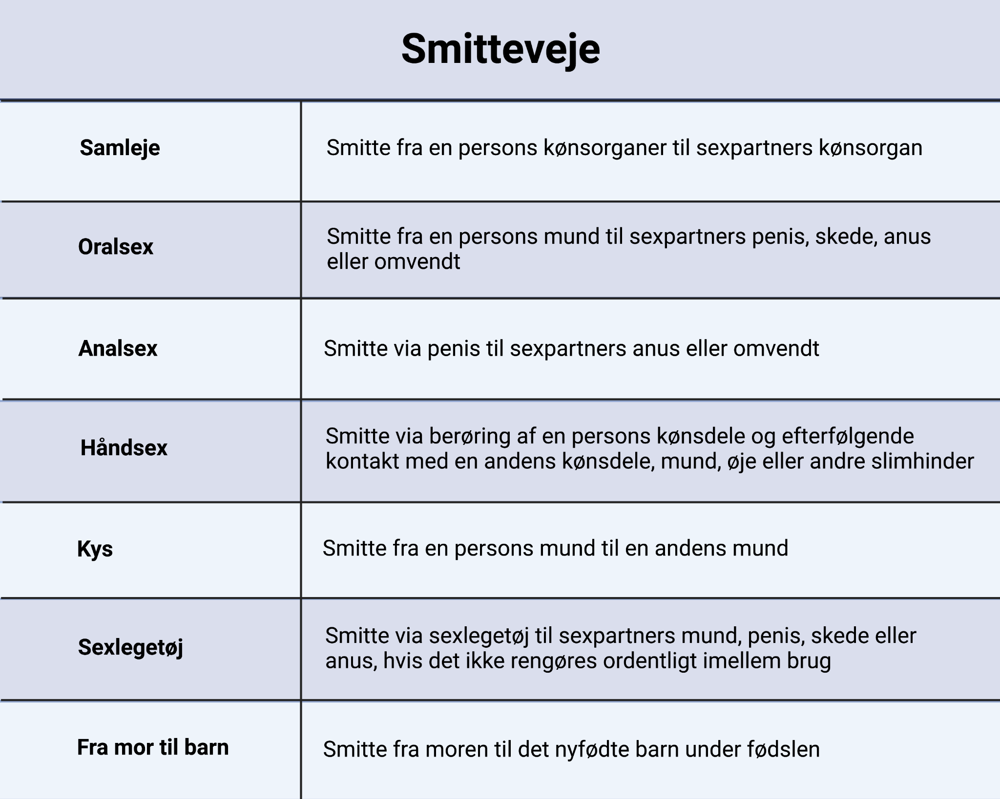 Smitteveje
Samleje
Smitte fra en persons kønsorganer til sexpartners kønsorgan
Oralsex
Smitte fra en persons mund til sexpartners penis, skede, anus
eller omvendt
Analsex
Smitte via penis til sexpartners anus eller omvendt
Håndsex
Smitte via berøring af en persons kønsdele og efterfølgende
kontakt med en andens kønsdele, mund, øje eller andre slimhinder
Kys
Smitte fra en persons mund til en andens mund
Sexlegetøj
Smitte via sexlegetøj til sexpartners mund, penis, skede eller
anus, hvis det ikke rengøres ordentligt imellem brug
Fra mor til barn
Smitte fra moren til det nyfødte barn under fødslen